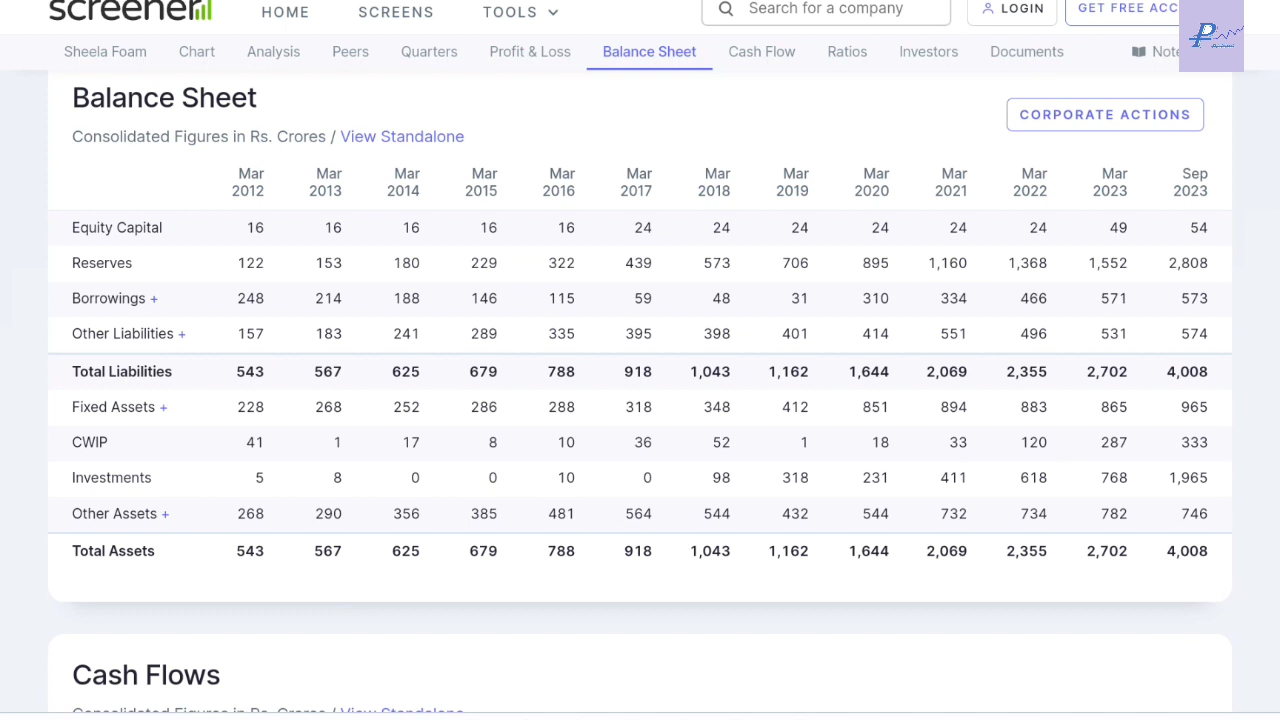 screener
HOME SCREENS TOOLS Search for a company LOGIN GET FREE ACC
Sheela Foam Chart Analysis Peers Quarters Profit & Loss Balance Sheet Cash Flow Ratios Investors Documents Note
Balance Sheet
CORPORATE ACTIONS
Consolidated Figures in Rs. Crores / View Standalone
Mar 2012 Mar 2013 Mar 2014 Mar 2015 Mar 2016 Mar 2017 Mar 2018 Mar 2019 Mar 2020 Mar 2021 Mar 2022 Mar 2023 Sep 2023
Equity Capital 16 16 16 16 16 24 24 24 24 24 24 49 54
Reserves 122 153 180 229 322 439 573 706 895 1,160 1,368 1,552 2,808
Borrowings + 248 214 188 146 115 59 48 31 310 334 466 571 573
Other Liabilities + 157 183 241 289 335 395 398 401 414 551 496 531 574
Total Liabilities 543 567 625 679 788 918 1,043 1,162 1,644 2,069 2,355 2,702 4,008
Fixed Assets + 228 268 252 286 288 318 348 412 851 894 883 865 965
CWIP 41 1 17 8 10 36 52 1 18 33 120 287 333
Investments 5 8 0 0 10 0 98 318 231 411 618 768 1,965
Other Assets + 268 290 356 385 481 564 544 432 544 732 734 782 746
Total Assets 543 567 625 679 788 918 1,043 1,162 1,644 2,069 2,355 2,702 4,008
Cash Flows
Consolidated Figures in Rs. Crores / View Standalone